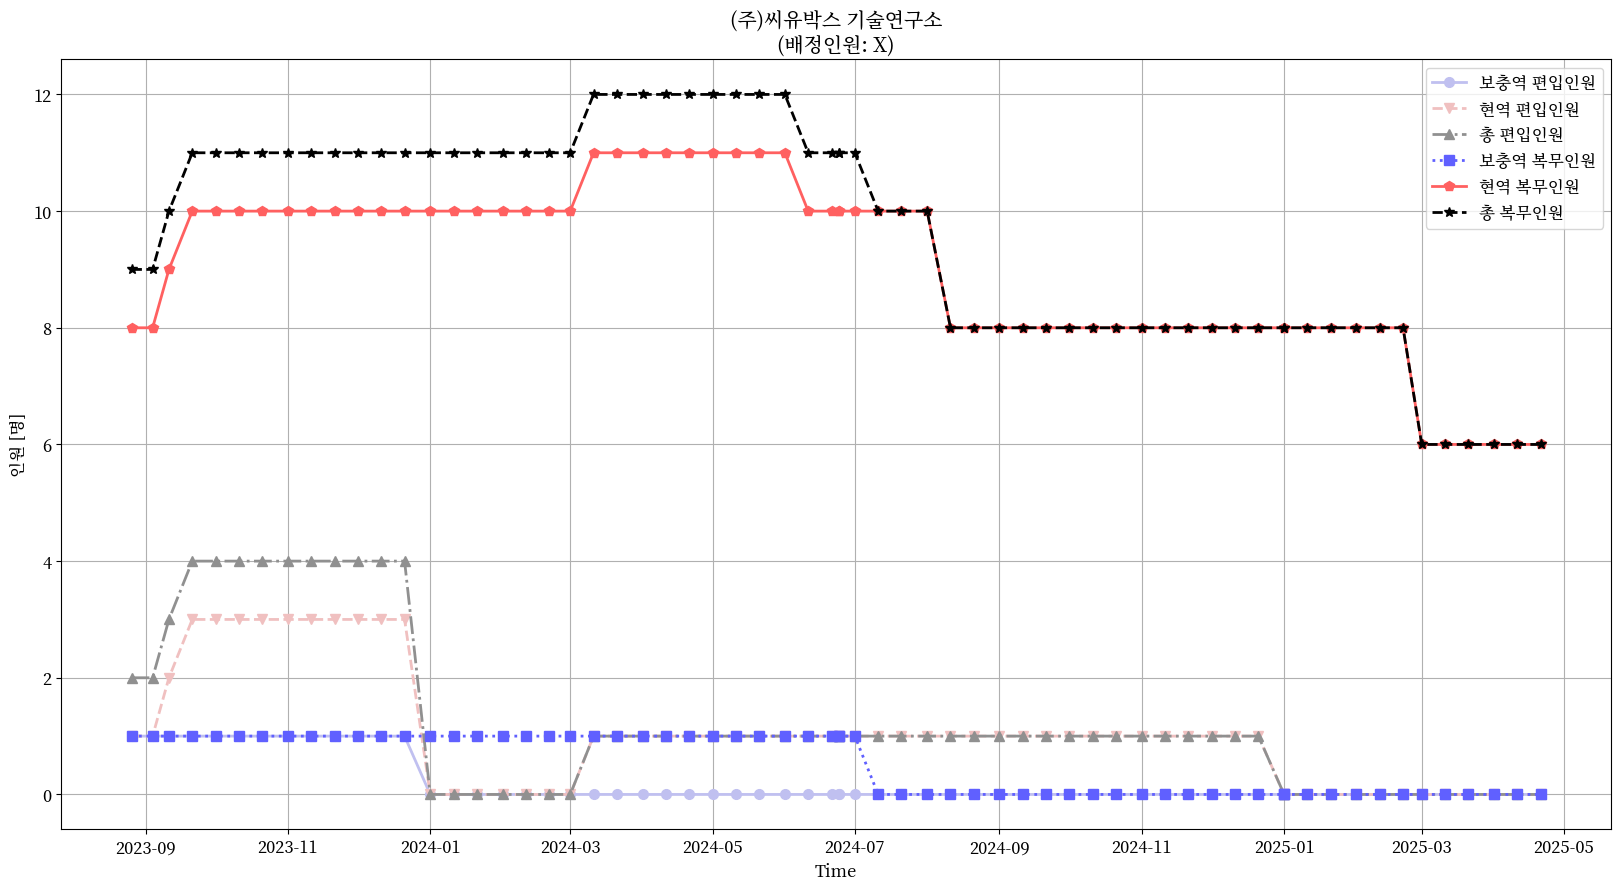 (주)씨유박스 기술연구소
(배정인원: X)
보충역 편입인원
현역 편입인원
총 편입인원
보충역 복무인원
현역 복무인원
총 복무인원
인원 [명]
12
10
8
6
4
2
0
2023-09
2023-11
2024-01
2024-03
2024-05
2024-07
2024-09
2024-11
2025-01
2025-03
2025-05
Time